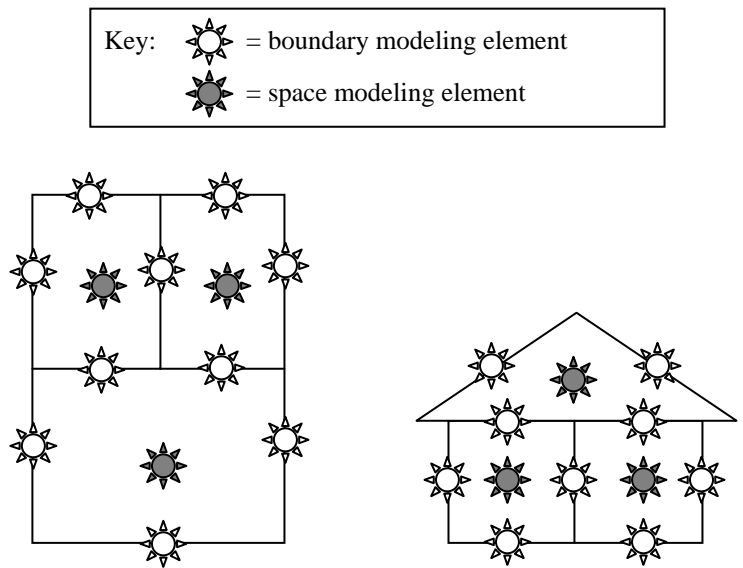 Key: = boundary modeling element
= space modeling element